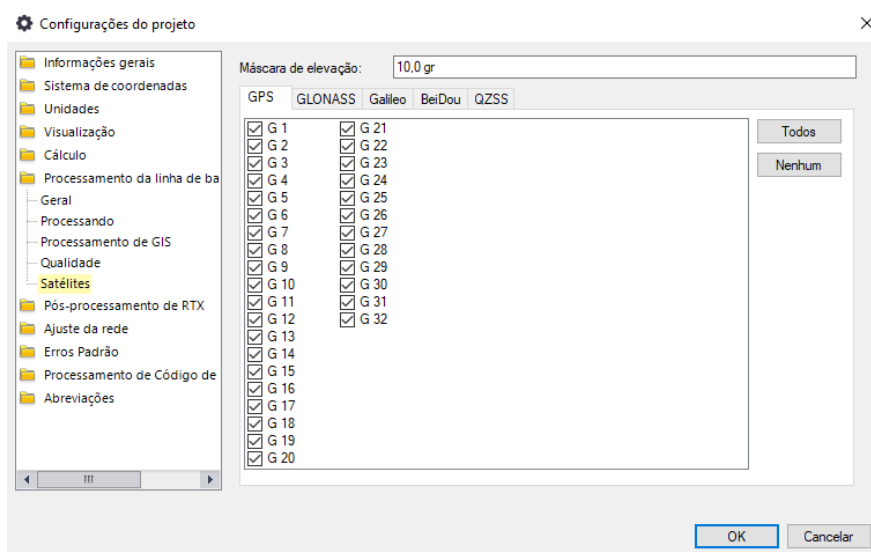 Configurações do projeto
Informações gerais
Sistema de coordenadas
Unidades
Visualização
Cálculo
Processamento da linha de ba
Geral
Processando
Processamento de GIS
Qualidade
Satélites
Pós-processamento de RTX
Ajuste da rede
Erros Padrão
Processamento de Código de
Abreviações
Máscara de elevação: 10,0 gr
GPS GLONASS Galileo BeiDou QZSS
G 1 G 21
G 2 G 22
G 3 G 23
G 4 G 24
G 5 G 25
G 6 G 26
G 7 G 27
G 8 G 28
G 9 G 29
G 10 G 30
G 11 G 31
G 12 G 32
G 13
G 14
G 15
G 16
G 17
G 18
G 19
G 20
Todos
Nenhum
OK Cancelar